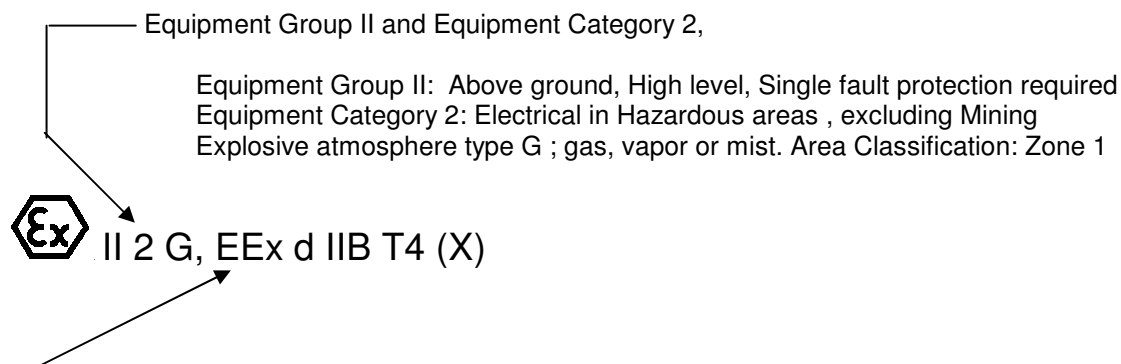 Equipment Group II and Equipment Category 2,
Equipment Group II: Above ground, High level, Single fault protection required
Equipment Category 2: Electrical in Hazardous areas , excluding Mining
Explosive atmosphere type G ; gas, vapor or mist. Area Classification: Zone 1
Ex II 2 G, EEx d IIB T4 (X)